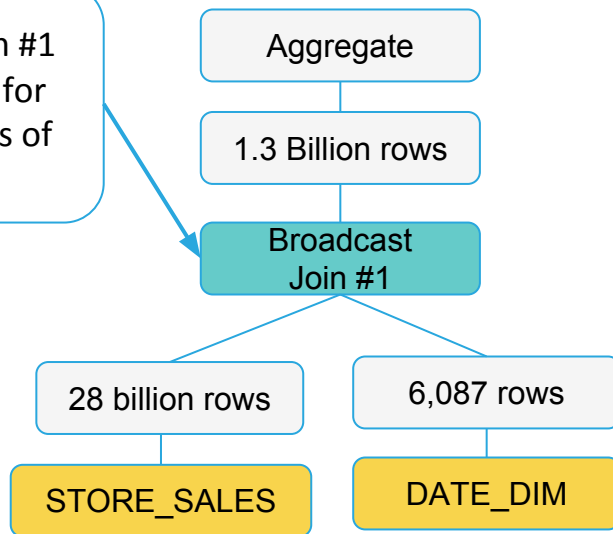 #1
for
of
Aggregate
1.3 Billion rows
Broadcast
Join #1
28 billion rows
6,087 rows
STORE_SALES
DATE_DIM